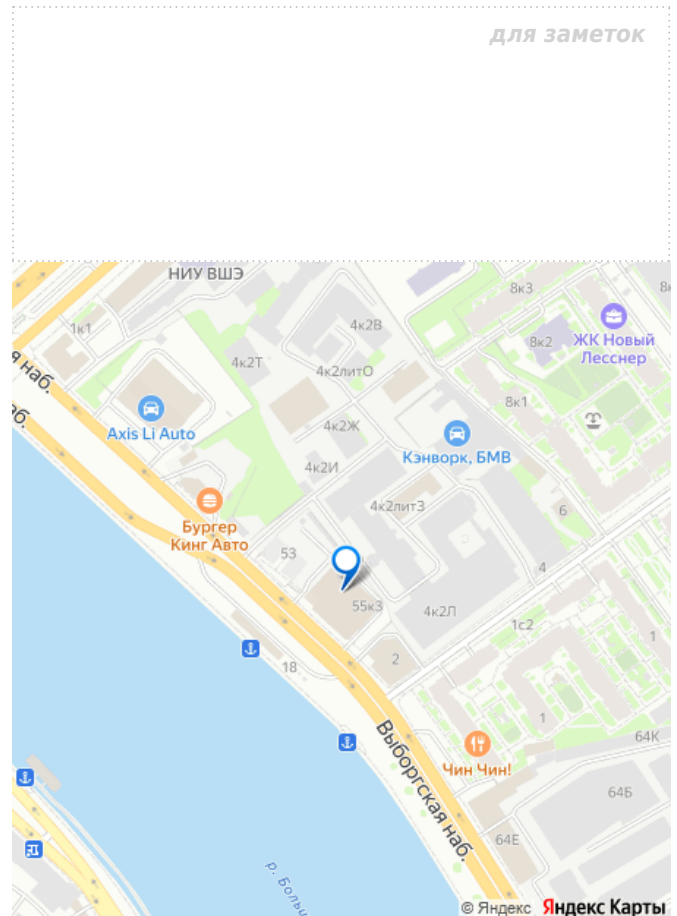 для заметок
НИУ ВШЭ
8к3
4к2В
1к1
8к2
ЖК Новый
Лесснер
я наб.
4к2Т
4к2литО
8к1
Axis Li Auto
4к2Ж
Кэнворк, БМВ
4к2И
4к2литЗ
Бургер
Кинг Авто
6
53
4
55к3
4к2Л
1с2
1
2
18
1
Выборгская наб.
64К
Чин Чин!
64Б
64Е
р. Больш
© Яндекс Яндекс Карты